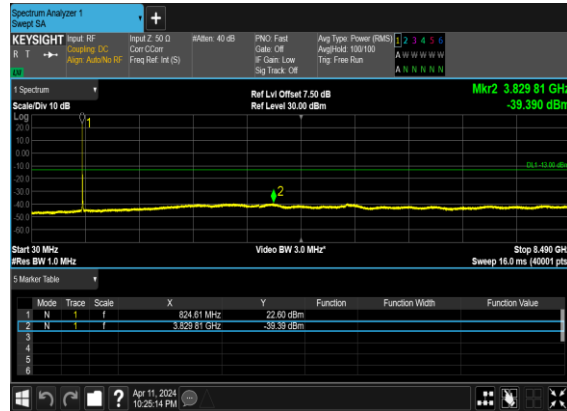 Spectrum Analyzer 1
Swept SA
+
KEYSIGHT Input: RF Input Z: 50 Ω #Atten: 40 dB PNO: Fast Avg Type: Power (RMS) 1 2 3 4 5 6
R T Coupling: DC Corr CCorr Gate: Off Avg|Hold: 100/100 A W W W W W
Align: Auto/No RF Freq Ref: Int (S) IF Gain: Low Trig: Free Run
Sig Track: Off A N N N N N
1 Spectrum Ref Lvl Offset 7.50 dB Mkr2 3.829 81 GHz
Scale/Div 10 dB Ref Level 30.00 dBm -39.390 dBm
Log
20.0
10.0
0.00
-10.0
-20.0
-30.0
-40.0
-50.0
-60.0
1
DL1 -13.00 dBm
2
Start 30 MHz Video BW 3.0 MHz* Stop 8.490 GHz
#Res BW 1.0 MHz Sweep 16.0 ms (40001 pts)
5 Marker Table
Mode Trace Scale X Y Function Function Width Function Value
1 N 1 f 824.61 MHz 22.60 dBm
2 N 1 f 3.829 81 GHz -39.39 dBm
3
4
5
6
? Apr 11, 2024
10:25:14 PM